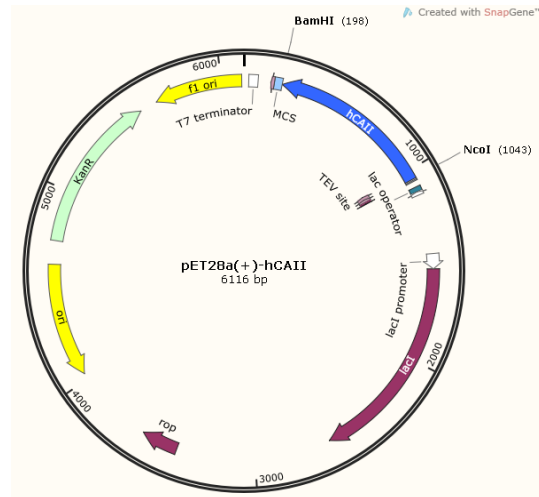 Created with SnapGene™
BamHI (198)
6000
f1 ori
T7 terminator
MCS
hCAII
1000
NcoI (1043)
KanR
5000
TEV site
lac operator
pET28a(+)-hCAII
6116 bp
lacI promoter
ori
lacI
2000
4000
rop
3000